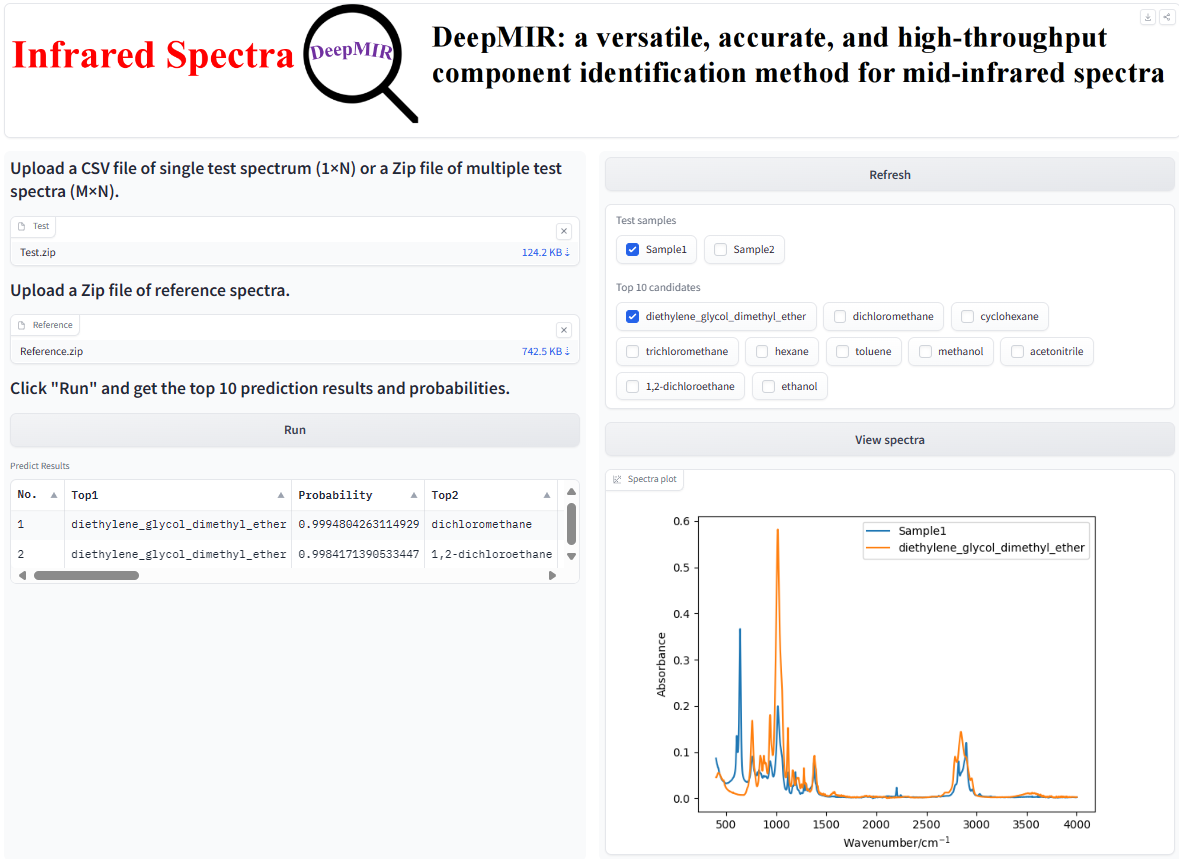 Infrared Spectra
DeepMIR
DeepMIR: a versatile, accurate, and high-throughput
component identification method for mid-infrared spectra
Upload a CSV file of single test spectrum (1×N) or a Zip file of multiple test
spectra (M×N).
Test
Test.zip 124.2 KB ⇣
Upload a Zip file of reference spectra.
Reference
Reference.zip 742.5 KB ⇣
Click "Run" and get the top 10 prediction results and probabilities.
Run
Predict Results
No. Top1 Probability Top2
1 diethylene_glycol_dimethyl_ether 0.9994804263114929 dichloromethane
2 diethylene_glycol_dimethyl_ether 0.9984171390533447 1,2-dichloroethane
Refresh
Test samples
Sample1 Sample2
Top 10 candidates
diethylene_glycol_dimethyl_ether dichloromethane cyclohexane
trichloromethane hexane toluene methanol acetonitrile
1,2-dichloroethane ethanol
View spectra
Spectra plot
Sample1
diethylene_glycol_dimethyl_ether
0.6
0.5
0.4
0.3
0.2
0.1
0.0
Absorbance
500 1000 1500 2000 2500 3000 3500 4000
Wavenumber/cm⁻¹